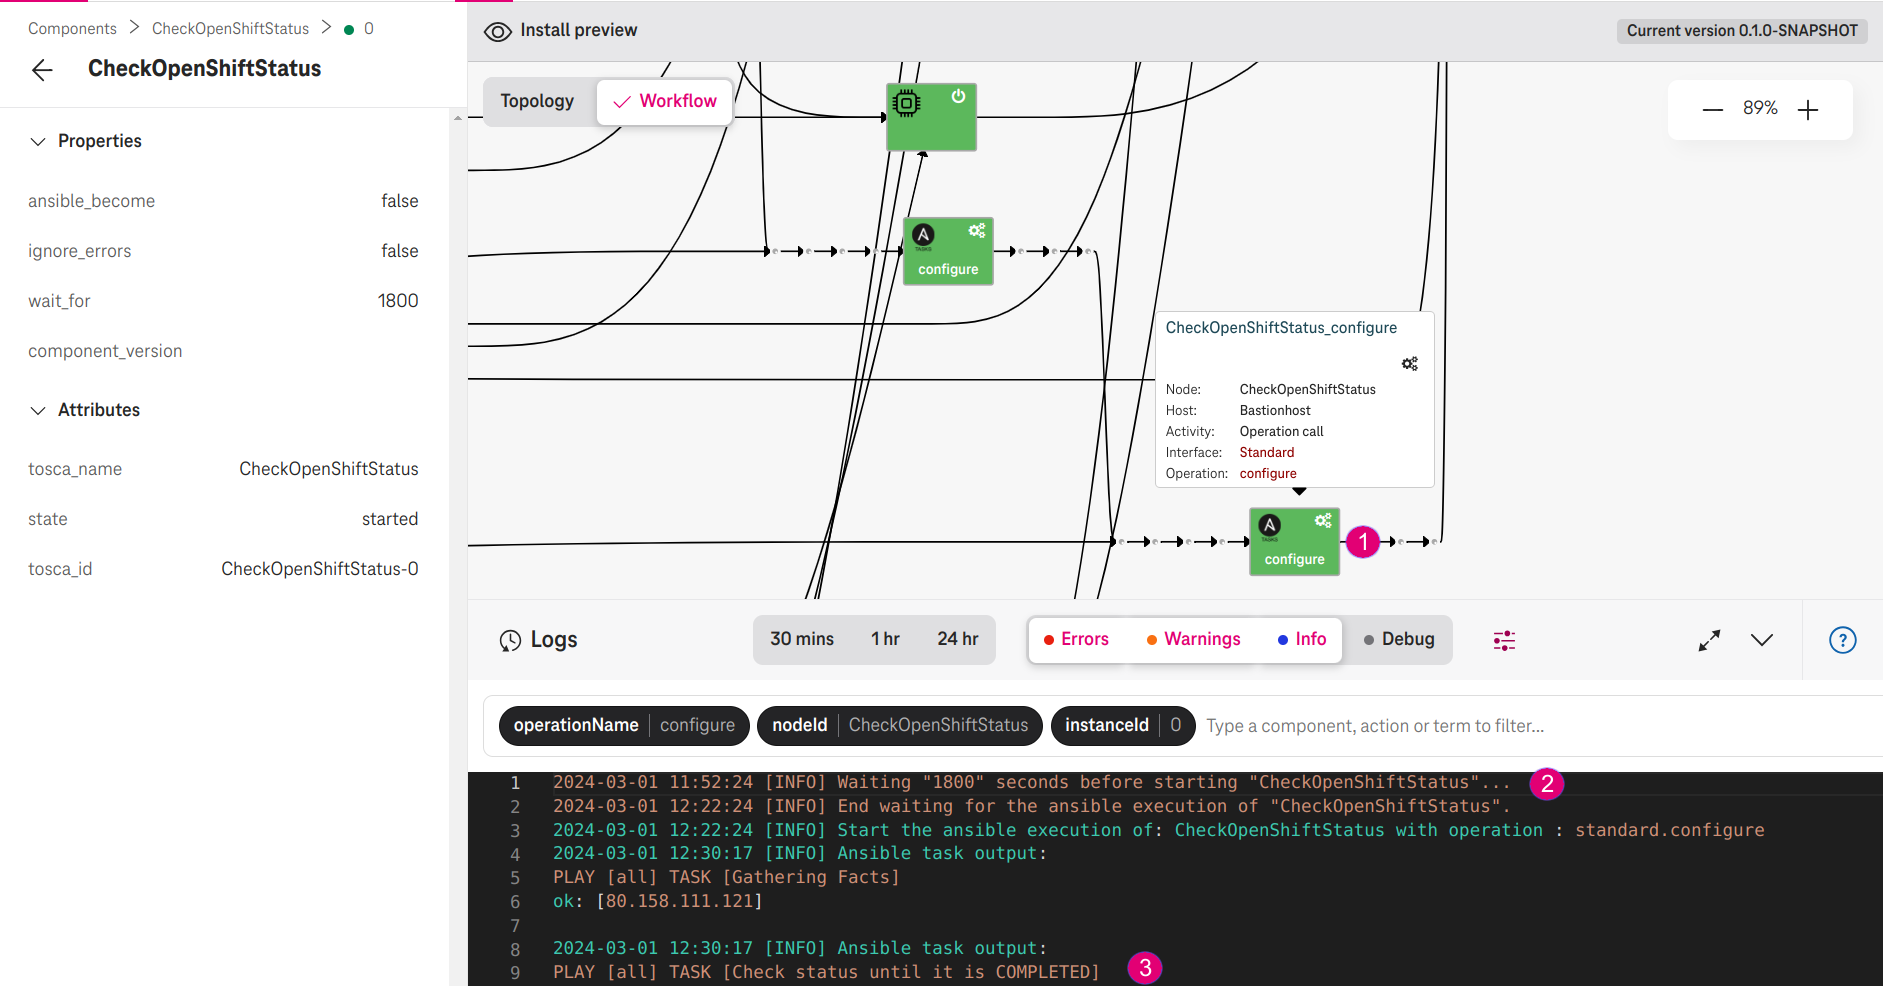 Components > CheckOpenShiftStatus > 0
CheckOpenShiftStatus
Properties
ansible_become false
ignore_errors false
wait_for 1800
component_version
Attributes
tosca_name CheckOpenShiftStatus
state started
tosca_id CheckOpenShiftStatus-0
Install preview
Current version 0.1.0-SNAPSHOT
Topology Workflow
89%
TASKS
configure
CheckOpenShiftStatus_configure
Node: CheckOpenShiftStatus
Host: Bastionhost
Activity: Operation call
Interface: Standard
Operation: configure
TASKS
configure
1
Logs 30 mins 1 hr 24 hr Errors Warnings Info Debug ?
operationName configure nodeId CheckOpenShiftStatus instanceId 0 Type a component, action or term to filter...
1 2024-03-01 11:52:24 [INFO] Waiting "1800" seconds before starting "CheckOpenShiftStatus"... 2
2 2024-03-01 12:22:24 [INFO] End waiting for the ansible execution of "CheckOpenShiftStatus".
3 2024-03-01 12:22:24 [INFO] Start the ansible execution of: CheckOpenShiftStatus with operation : standard.configure
4 2024-03-01 12:30:17 [INFO] Ansible task output:
5 PLAY [all] TASK [Gathering Facts]
6 ok: [80.158.111.121]
7
8 2024-03-01 12:30:17 [INFO] Ansible task output:
9 PLAY [all] TASK [Check status until it is COMPLETED] 3